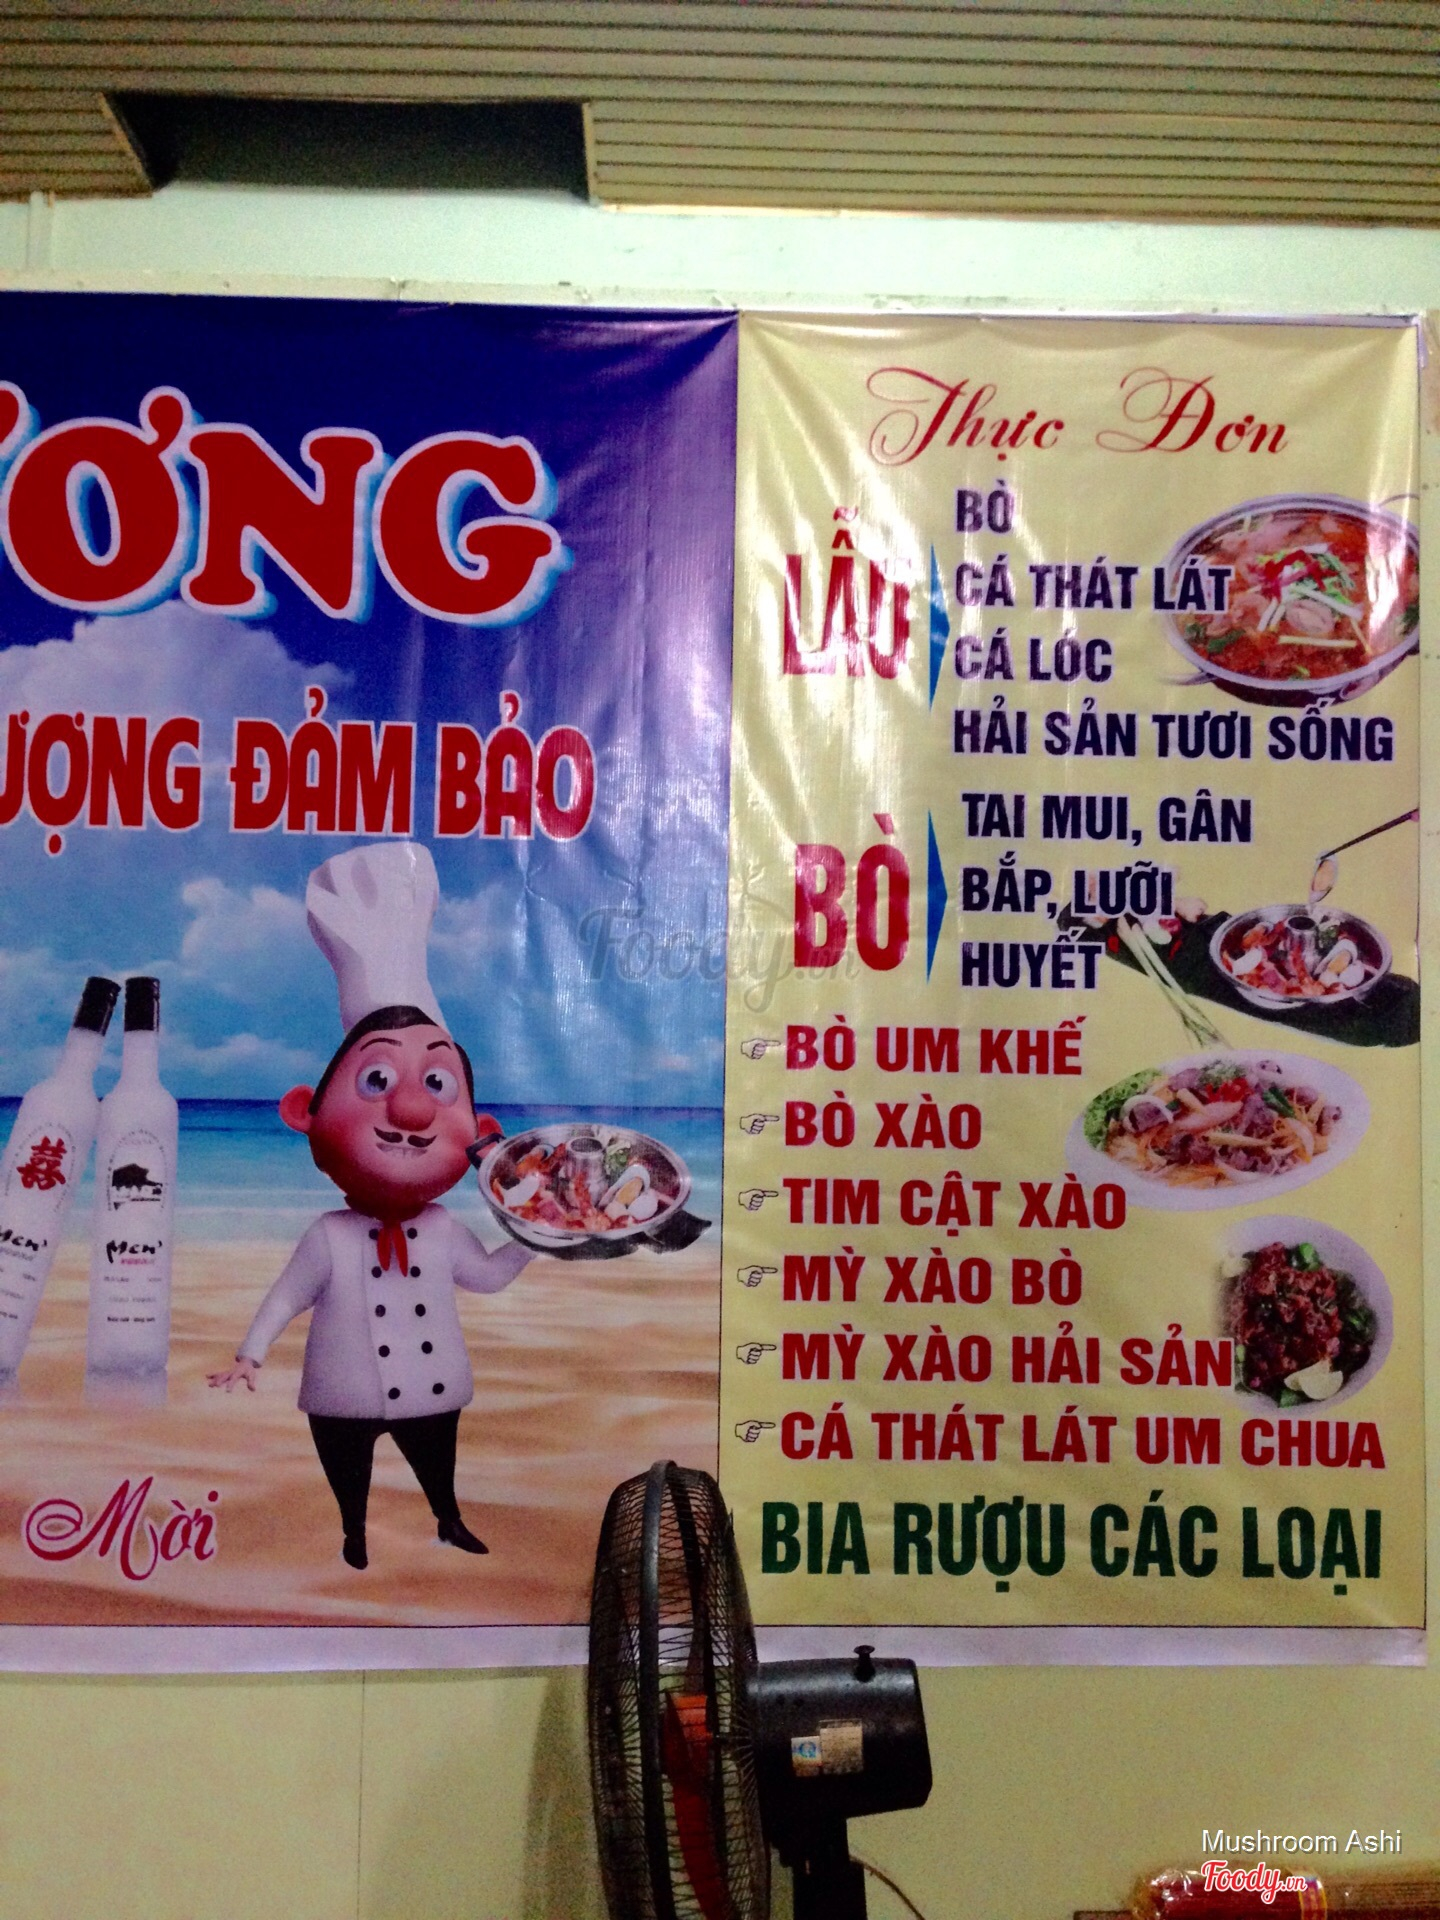 ƯƠNG
ƯỢNG ĐẢM BẢO
Mời
Thực Đơn
LẨU
BÒ
CÁ THÁT LÁT
CÁ LÓC
HẢI SẢN TƯƠI SỐNG
BÒ
TAI MUI, GÂN
BẮP, LƯỠI
HUYẾT
BÒ UM KHẾ
BÒ XÀO
TIM CẬT XÀO
MỲ XÀO BÒ
MỲ XÀO HẢI SẢN
CÁ THÁT LÁT UM CHUA
BIA RƯỢU CÁC LOẠI
Foody.vn
Mushroom Ashi
Foody.vn